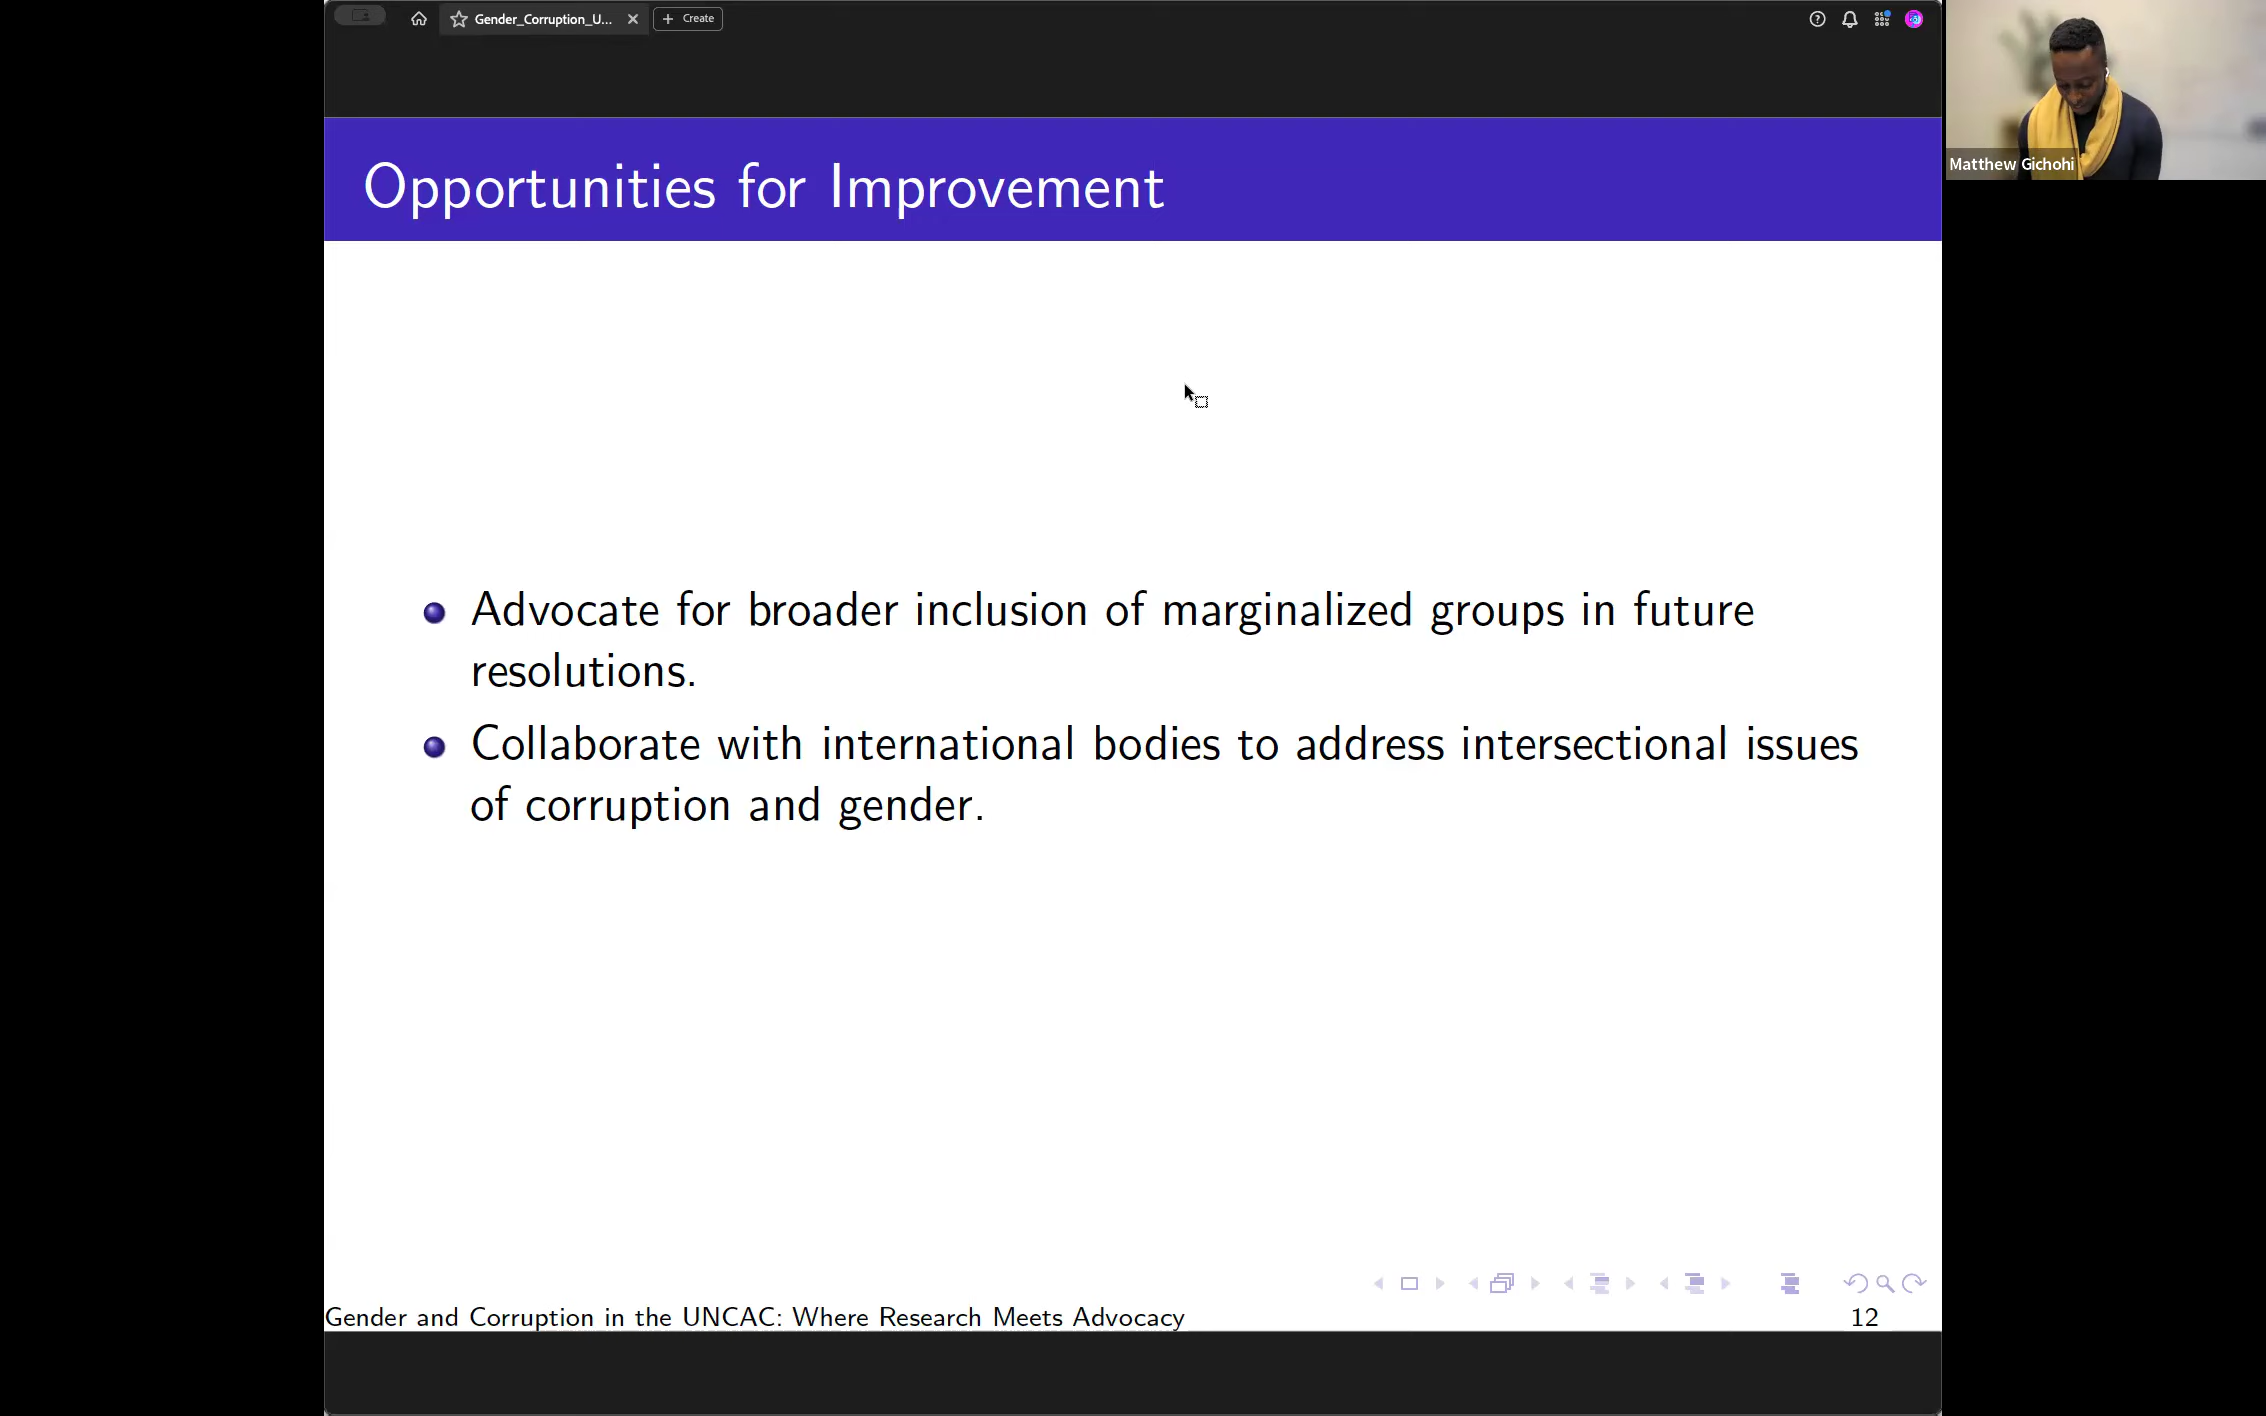 Gender_Corruption_U...
Create
Matthew Gichohi
Opportunities for Improvement
Advocate for broader inclusion of marginalized groups in future
resolutions.
Collaborate with international bodies to address intersectional issues
of corruption and gender.
Gender and Corruption in the UNCAC: Where Research Meets Advocacy
12